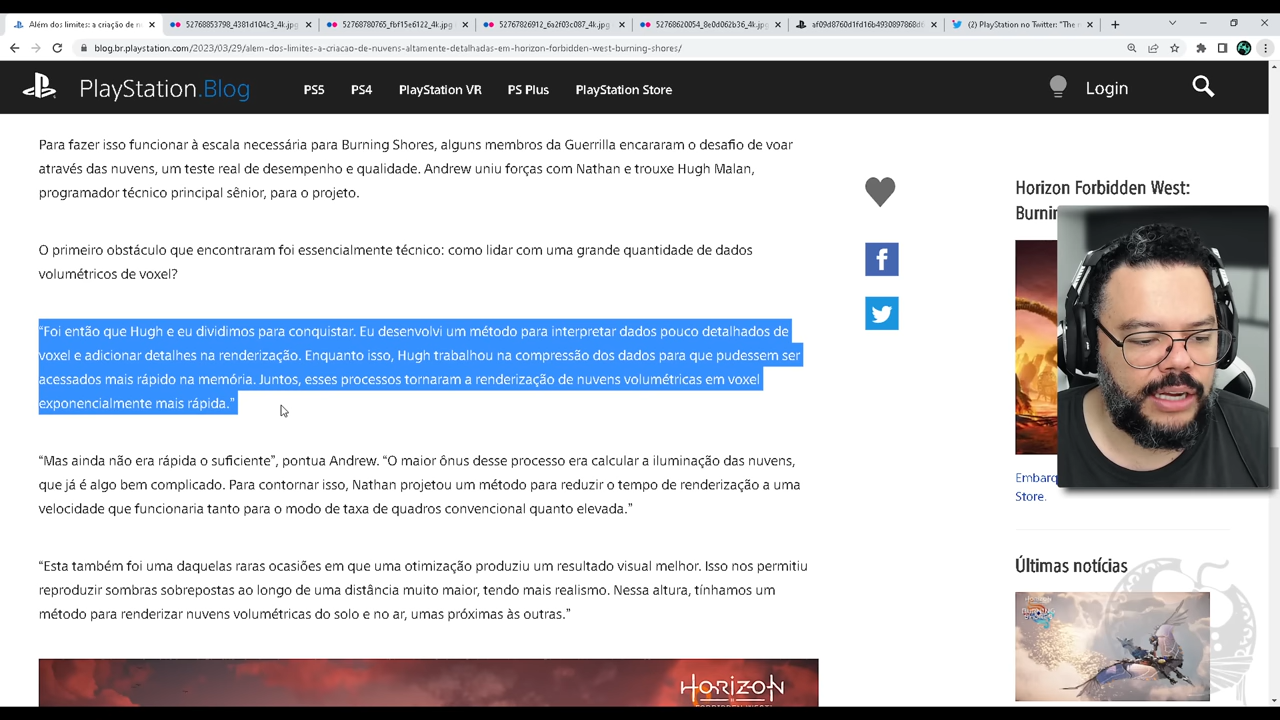 Além dos limites: a criação de nu
52768853798_4381d104c3_4k.jpg
52768780765_fbf15e6122_4k.jpg
52767826912_6a2f03c087_4k.jpg
52768620054_8e0d062b36_4k.jpg
af09d8760d1fd16b4930897868df
(2) PlayStation no Twitter: "The n
blog.br.playstation.com/2023/03/29/alem-dos-limites-a-criacao-de-nuvens-altamente-detalhadas-em-horizon-forbidden-west-burning-shores/
PlayStation.Blog
PS5
PS4
PlayStation VR
PS Plus
PlayStation Store
Login
Para fazer isso funcionar à escala necessária para Burning Shores, alguns membros da Guerrilla encararam o desafio de voar
através das nuvens, um teste real de desempenho e qualidade. Andrew uniu forças com Nathan e trouxe Hugh Malan,
programador técnico principal sênior, para o projeto.
O primeiro obstáculo que encontraram foi essencialmente técnico: como lidar com uma grande quantidade de dados
volumétricos de voxel?
“Foi então que Hugh e eu dividimos para conquistar. Eu desenvolvi um método para interpretar dados pouco detalhados de
voxel e adicionar detalhes na renderização. Enquanto isso, Hugh trabalhou na compressão dos dados para que pudessem ser
acessados mais rápido na memória. Juntos, esses processos tornaram a renderização de nuvens volumétricas em voxel
exponencialmente mais rápida.”
“Mas ainda não era rápida o suficiente”, pontua Andrew. “O maior ônus desse processo era calcular a iluminação das nuvens,
que já é algo bem complicado. Para contornar isso, Nathan projetou um método para reduzir o tempo de renderização a uma
velocidade que funcionaria tanto para o modo de taxa de quadros convencional quanto elevada.”
“Esta também foi uma daquelas raras ocasiões em que uma otimização produziu um resultado visual melhor. Isso nos permitiu
reproduzir sombras sobrepostas ao longo de uma distância muito maior, tendo mais realismo. Nessa altura, tínhamos um
método para renderizar nuvens volumétricas do solo e no ar, umas próximas às outras.”
HORIZON
Horizon Forbidden West:
Burnin
Embarq
Store.
Últimas notícias